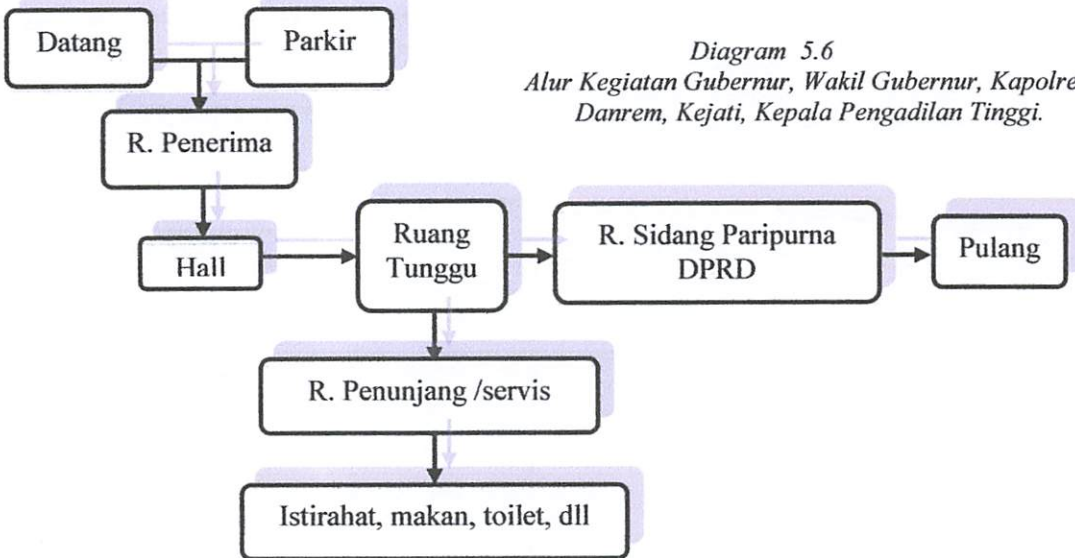 Datang
Parkir
Diagram 5.6
Alur Kegiatan Gubernur, Wakil Gubernur, Kapolre
Danrem, Kejati, Kepala Pengadilan Tinggi.
R. Penerima
Hall
Ruang
Tunggu
R. Sidang Paripurna
DPRD
Pulang
R. Penunjang /servis
Istirahat, makan, toilet, dll